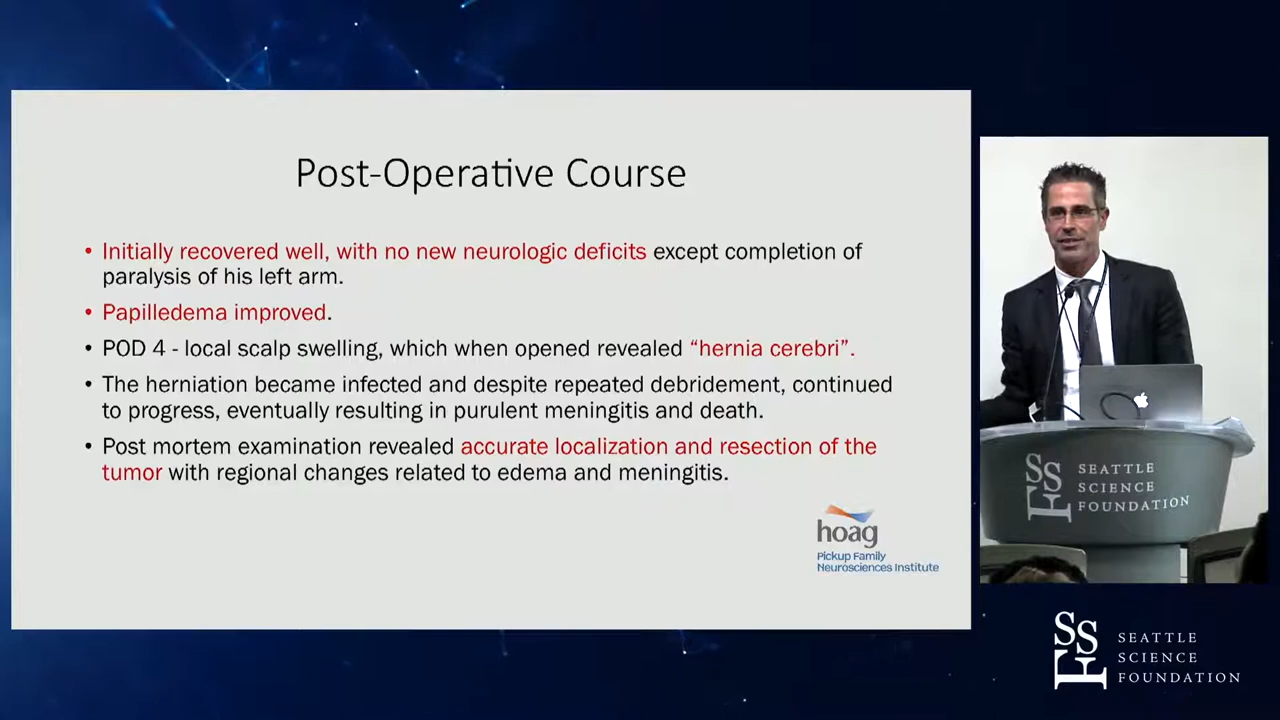 Post-Operative Course
• Initially recovered well, with no new neurologic deficits except completion of
paralysis of his left arm.
• Papilledema improved.
• POD 4 - local scalp swelling, which when opened revealed “hernia cerebri”.
• The herniation became infected and despite repeated debridement, continued
to progress, eventually resulting in purulent meningitis and death.
• Post mortem examination revealed accurate localization and resection of the
tumor with regional changes related to edema and meningitis.
hoag
Pickup Family
Neurosciences Institute
SSF
SEATTLE
SCIENCE
FOUNDATION
SSF
SEATTLE
SCIENCE
FOUNDATION